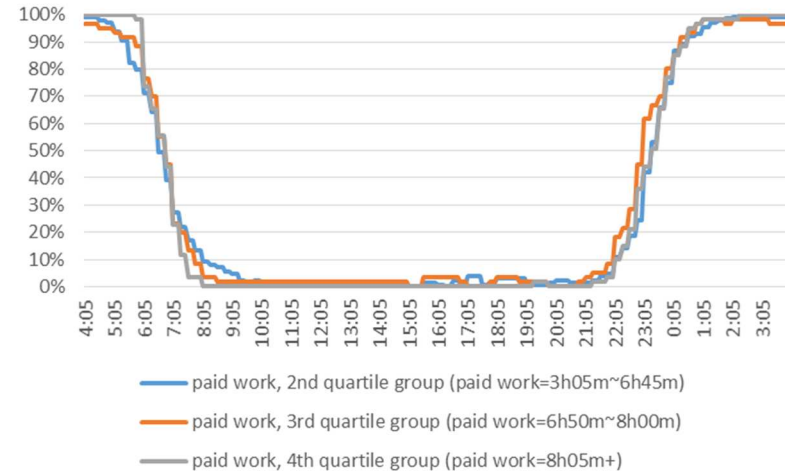 100%
90%
80%
70%
60%
50%
40%
30%
20%
10%
0%
4:05 5:05 6:05 7:05 8:05 9:05 10:05 11:05 12:05 13:05 14:05 15:05 16:05 17:05 18:05 19:05 20:05 21:05 22:05 23:05 0:05 1:05 2:05 3:05
paid work, 2nd quartile group (paid work=3h05m~6h45m)
paid work, 3rd quartile group (paid work=6h50m~8h00m)
paid work, 4th quartile group (paid work=8h05m+)